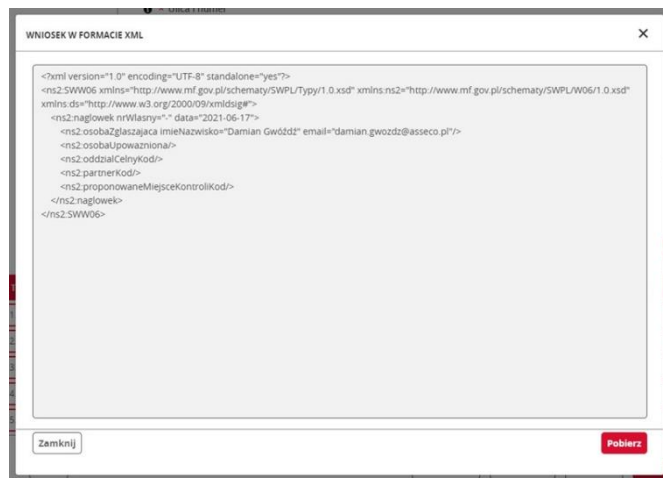 Ulica i numer
WNIOSEK W FORMACIE XML
<?xml version="1.0" encoding="UTF-8" standalone="yes"?>
<ns2:SWW06 xmlns="http://www.mf.gov.pl/schematy/SWPL/Typy/1.0.xsd" xmlns:ns2="http://www.mf.gov.pl/schematy/SWPL/W06/1.0.xsd"
xmlns:ds="http://www.w3.org/2000/09/xmldsig#">
<ns2:naglowek nrWlasny="-" data="2021-06-17">
<ns2:osobaZglaszajaca imieNazwisko="Damian Gwóźdź" email="damian.gwozdz@asseco.pl"/>
<ns2:osobaUpowazniona/>
<ns2:oddzialCelnyKod/>
<ns2:partnerKod/>
<ns2:proponowaneMiejsceKontroliKod/>
</ns2:naglowek>
</ns2:SWW06>
Zamknij
Pobierz